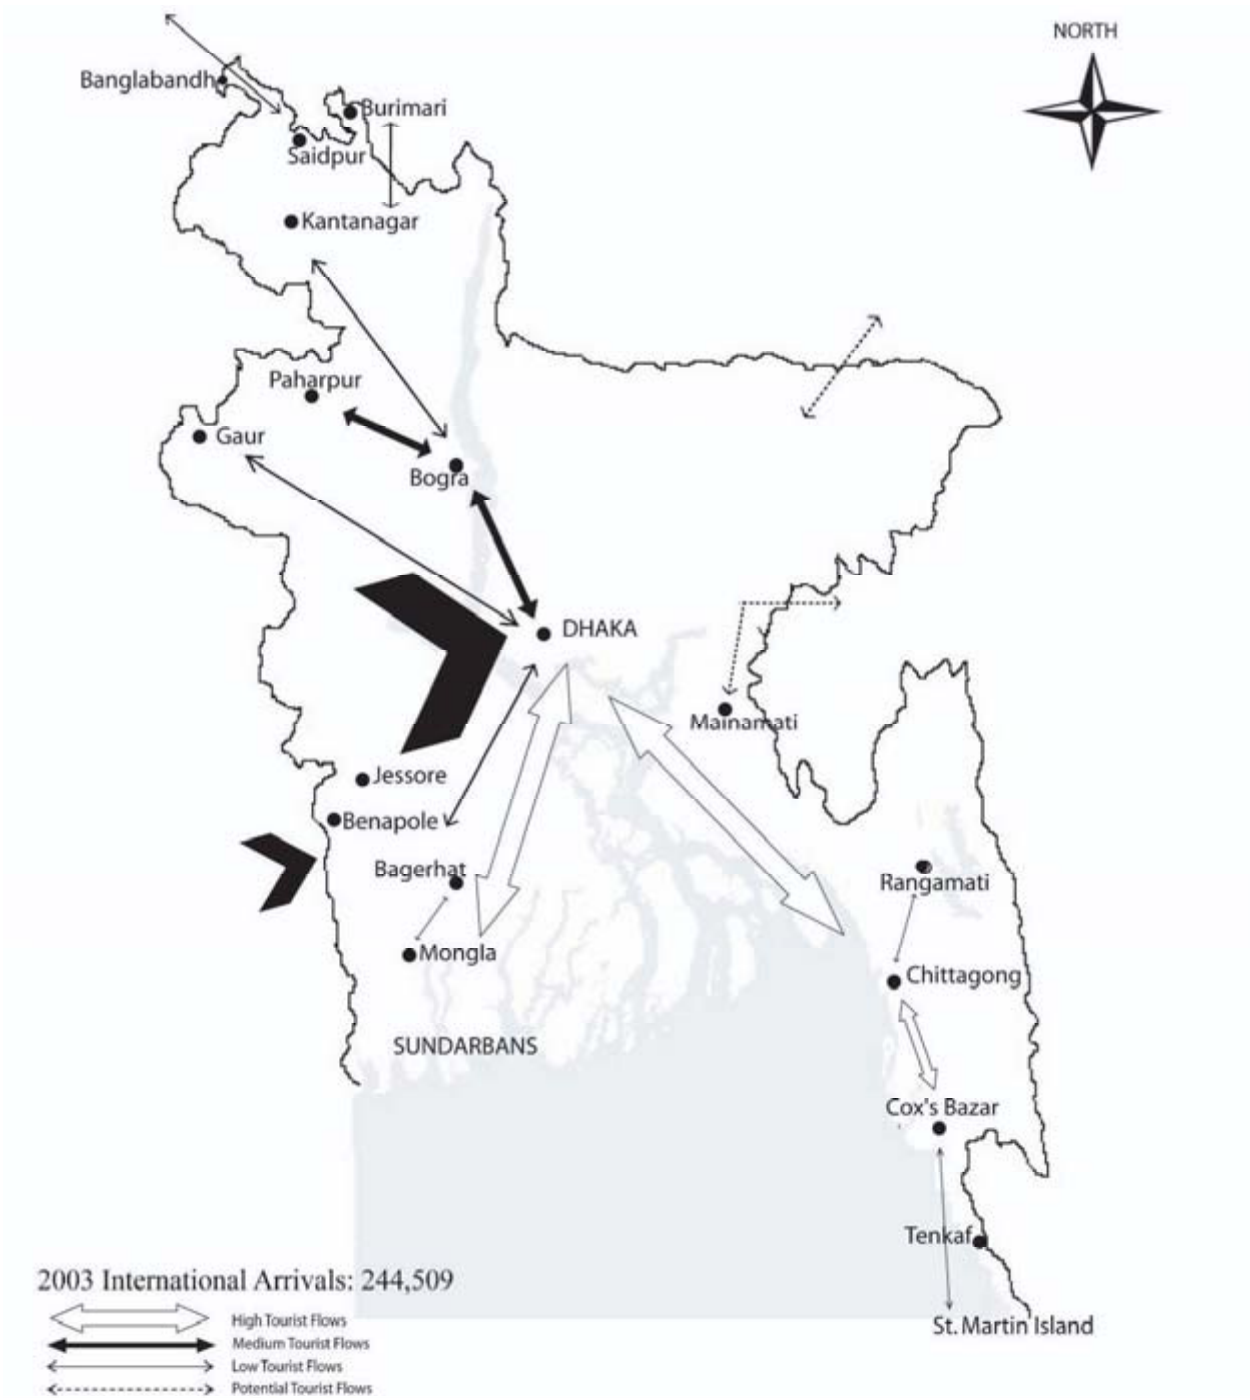 NORTH
Banglabandh
Burimari
Saidpur
Kantanagar
Paharpur
Gaur
Bogra
DHAKA
Mainamati
Jessore
Benapole
Bagerhat
Rangamati
Mongla
Chittagong
SUNDARBANS
Cox's Bazar
Tenkaf
St. Martin Island
2003 International Arrivals: 244,509
High Tourist Flows
Medium Tourist Flows
Low Tourist Flows
Potential Tourist Flows